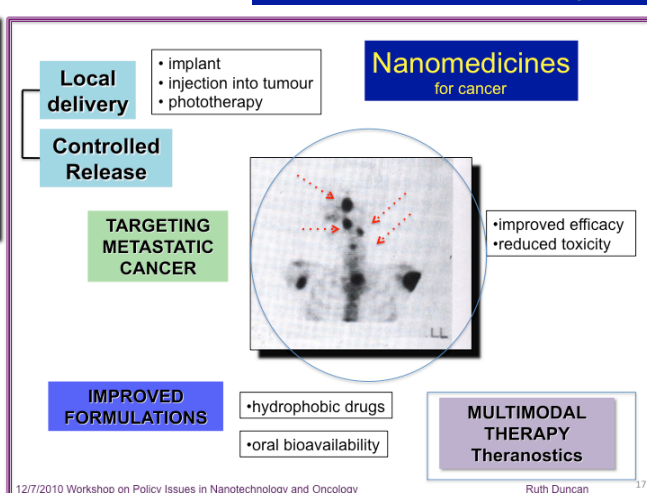 Nanomedicines
for cancer
Local
delivery
• implant
• injection into tumour
• phototherapy
Controlled
Release
TARGETING
METASTATIC
CANCER
•improved efficacy
•reduced toxicity
LL
IMPROVED
FORMULATIONS
•hydrophobic drugs
•oral bioavailability
MULTIMODAL
THERAPY
Theranostics
12/7/2010 Workshop on Policy Issues in Nanotechnology and Oncology
Ruth Duncan
17